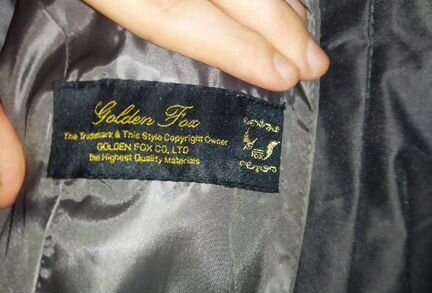 Golden Fox
The Trademark & This Style Copyright Owner
GOLDEN FOX CO., LTD
the Highest Quality Materials